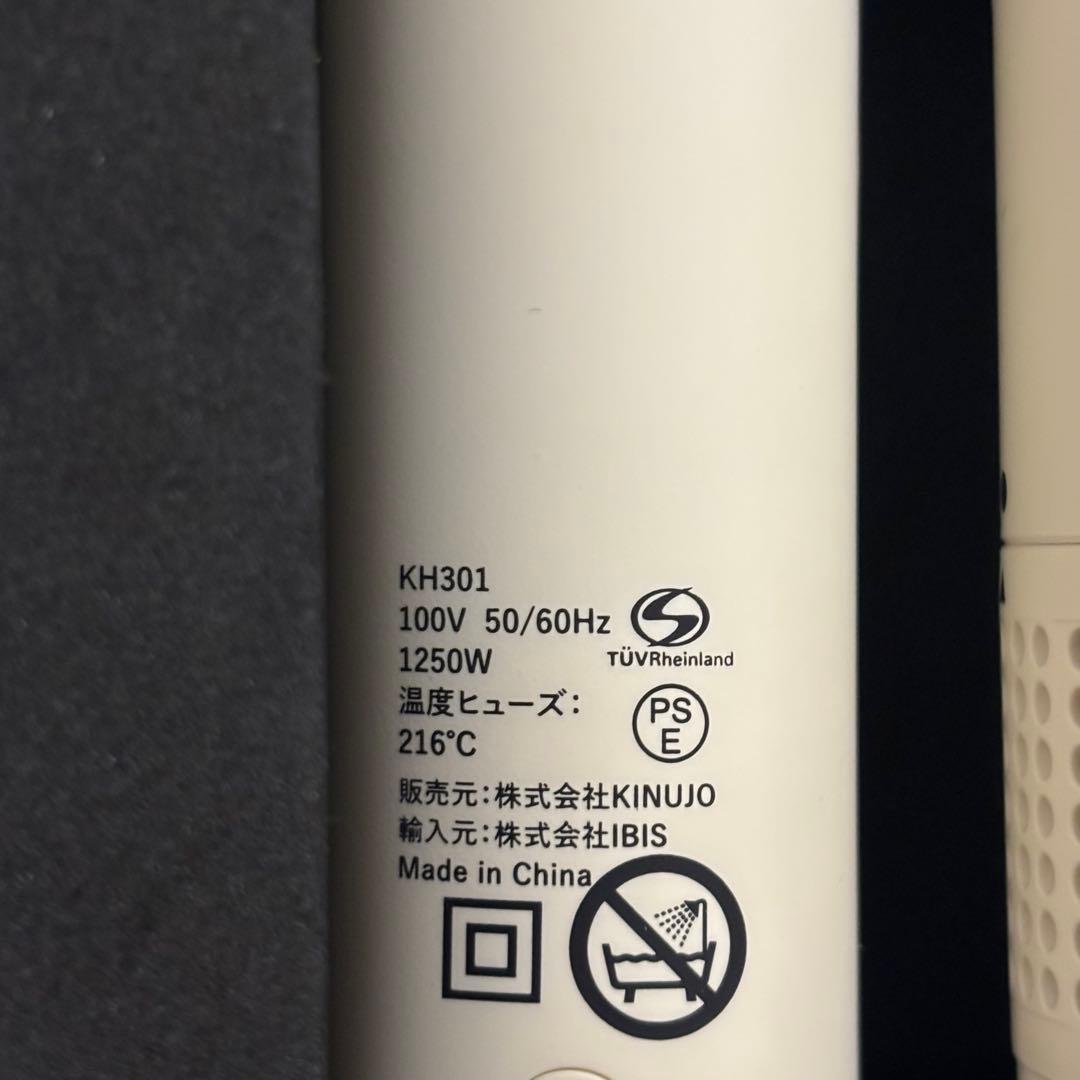 KH301
100V 50/60Hz
1250W
TÜVRheinland
温度ヒューズ:
216℃
PS
E
販売元:株式会社KINUJO
輸入元:株式会社IBIS
Made in China